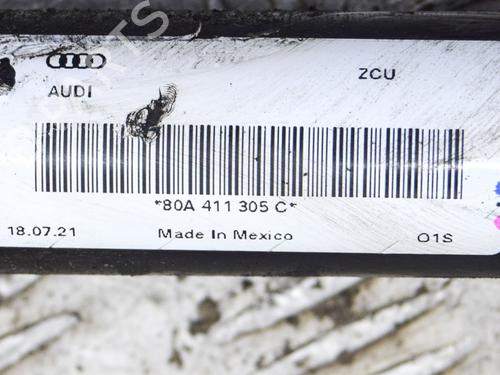 ZCU
AUDI
*80A 411 305 C*
18.07.21
Made In Mexico
O1S